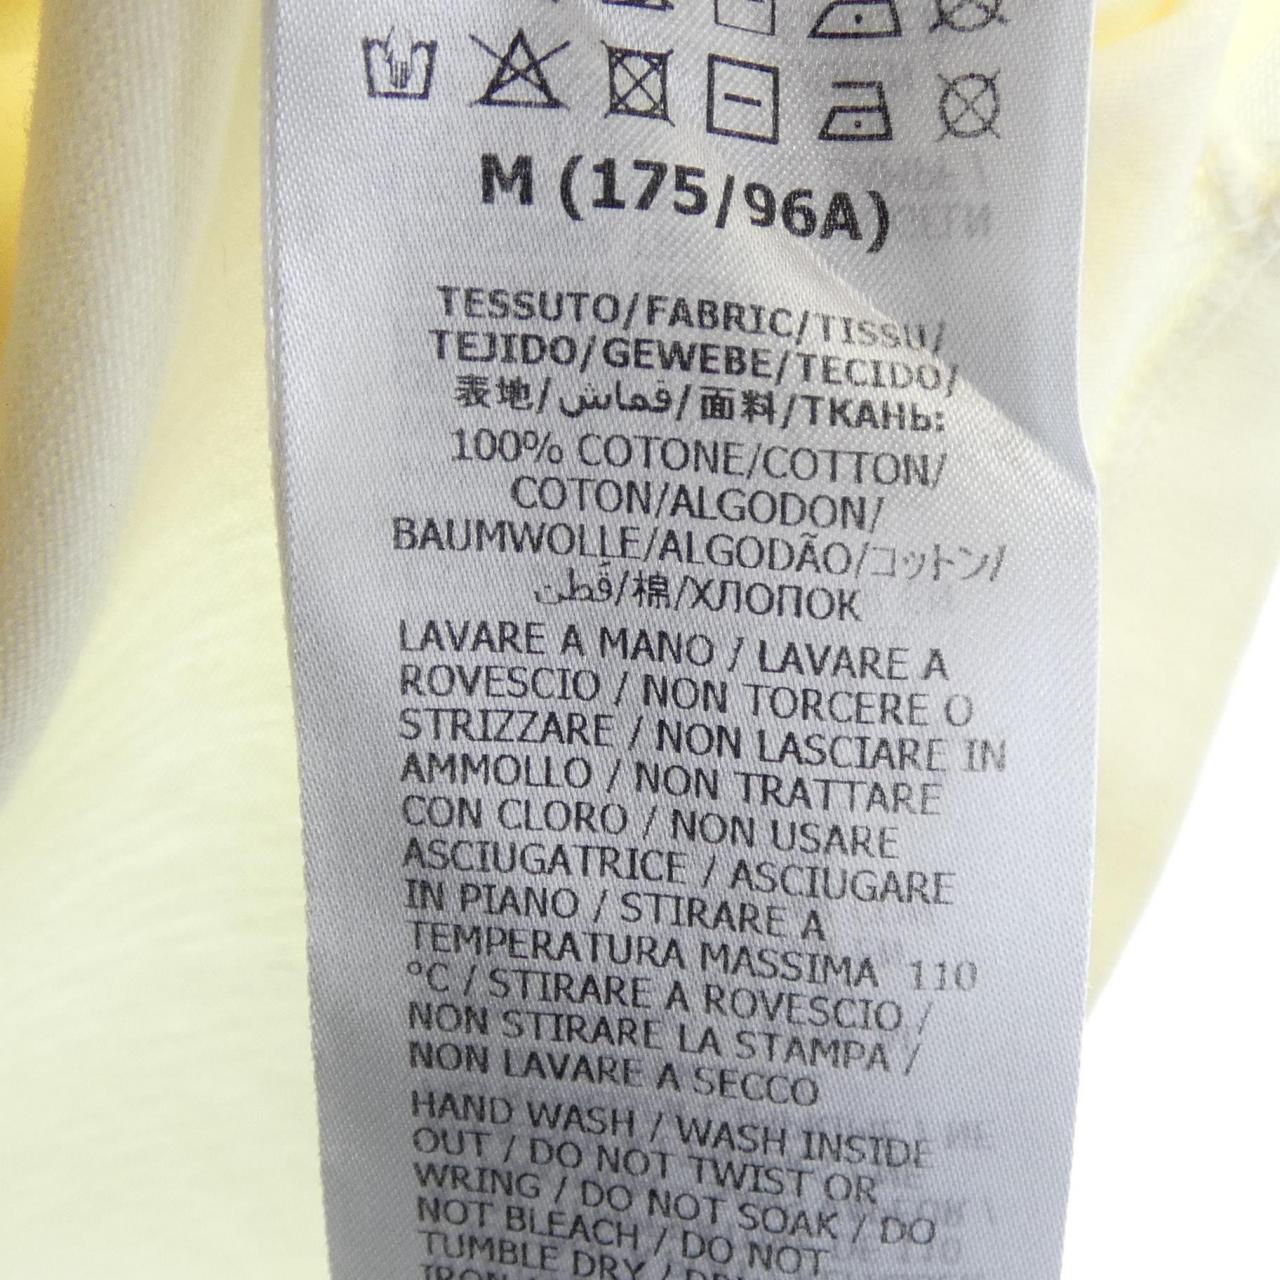 M (175/96A)
TESSUTO/FABRIC/TISSU/
TEJIDO/GEWEBE/TECIDO/
表地/قماش/面料/ТКАНЬ:
100% COTONE/COTTON/
COTON/ALGODON/
BAUMWOLLE/ALGODÃO/コットン/
قطن/棉/ХЛОПОК
LAVARE A MANO / LAVARE A
ROVESCIO / NON TORCERE O
STRIZZARE / NON LASCIARE IN
AMMOLLO / NON TRATTARE
CON CLORO / NON USARE
ASCIUGATRICE / ASCIUGARE
IN PIANO / STIRARE A
TEMPERATURA MASSIMA 110
°C / STIRARE A ROVESCIO /
NON STIRARE LA STAMPA /
NON LAVARE A SECCO
HAND WASH / WASH INSIDE
OUT / DO NOT TWIST OR
WRING / DO NOT SOAK / DO
NOT BLEACH / DO NOT
TUMBLE DRY /